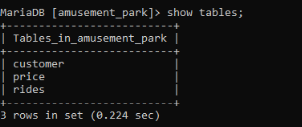 MariaDB [amusement_park]> show tables;
+--------------------------+
| Tables_in_amusement_park |
+--------------------------+
| customer                 |
| price                    |
| rides                    |
+--------------------------+
3 rows in set (0.224 sec)